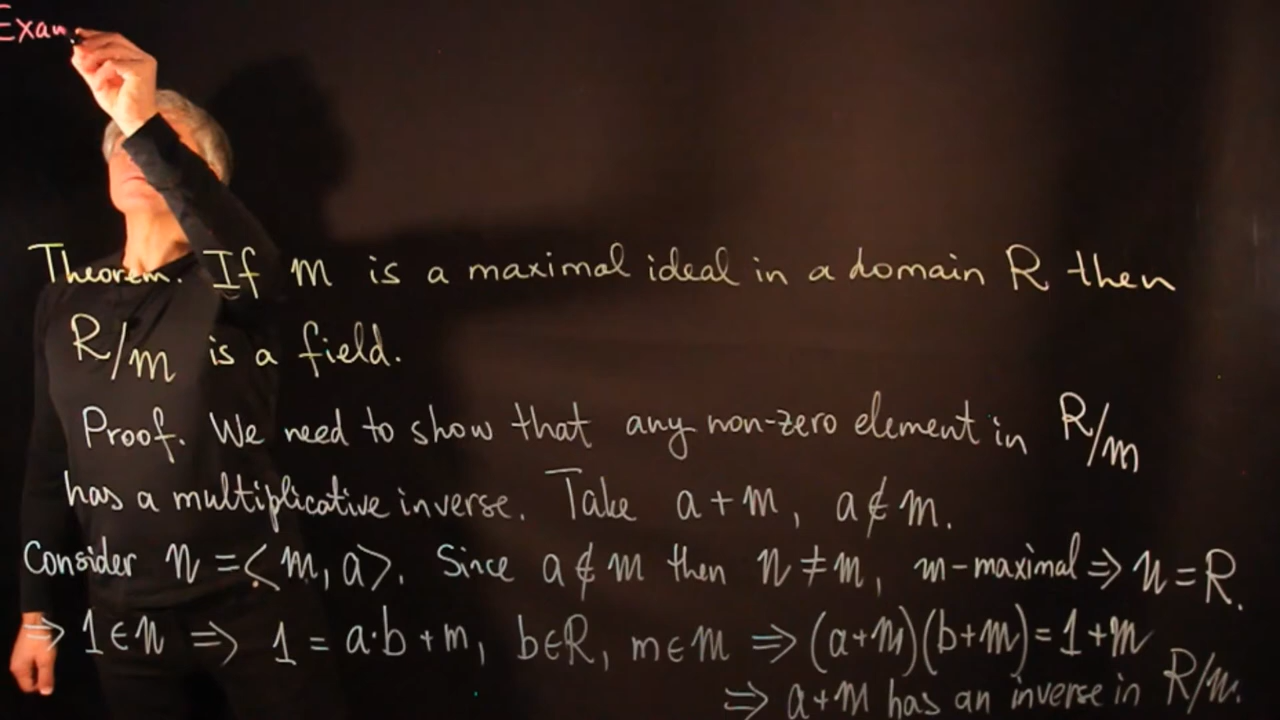 Exam
Theorem. If m is a maximal ideal in a domain R then
R/m is a field.
Proof. We need to show that any non-zero element in R/m
has a multiplicative inverse. Take a + m, a ∉ m.
Consider n = <m, a>. Since a ∉ m then n ≠ m, m-maximal ⇒ n = R.
⇒ 1 ∈ n ⇒ 1 = a·b + m, b ∈ R, m ∈ m ⇒ (a+m)(b+m) = 1+m
⇒ a+m has an inverse in R/m.